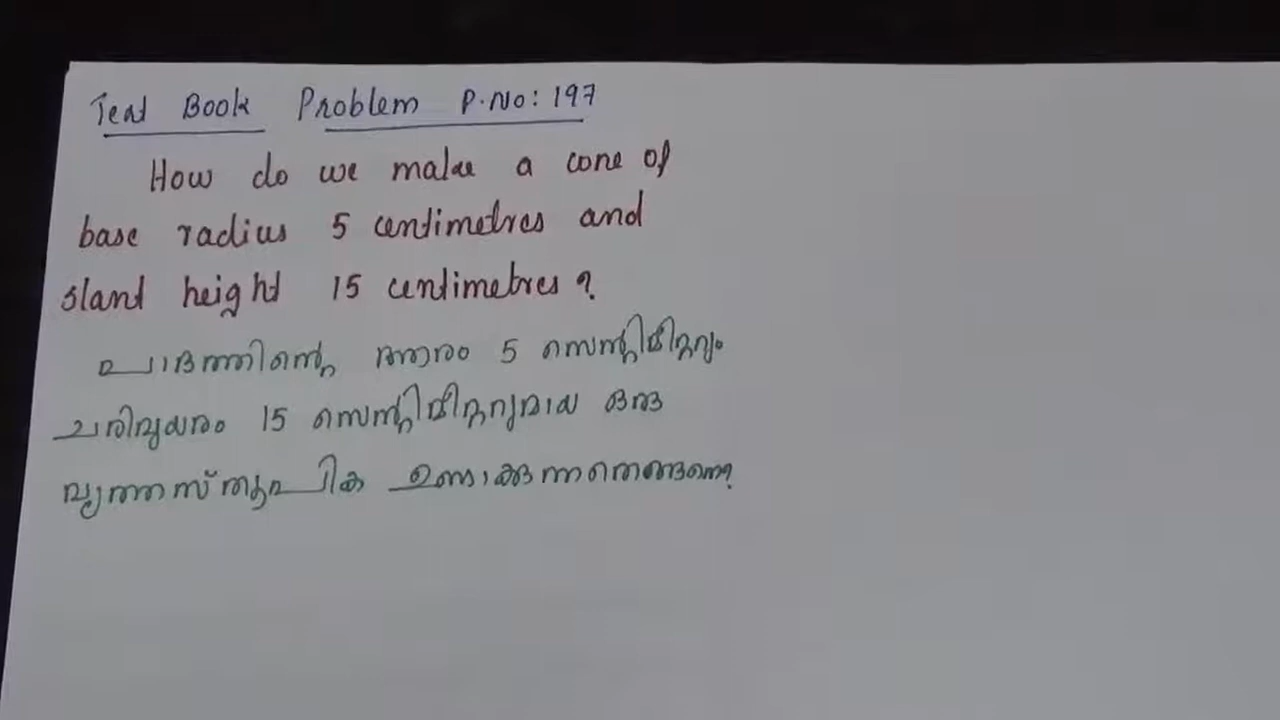 Text Book Problem P.No: 197
How do we make a cone of
base radius 5 centimetres and
slant height 15 centimetres?
പാദത്തിന്റെ ആരം 5 സെന്റിമീറ്ററും
ചരിവുയരം 15 സെന്റിമീറ്ററുമായ ഒരു
വൃത്തസ്തൂപിക ഉണ്ടാക്കുന്നതെങ്ങനെ?